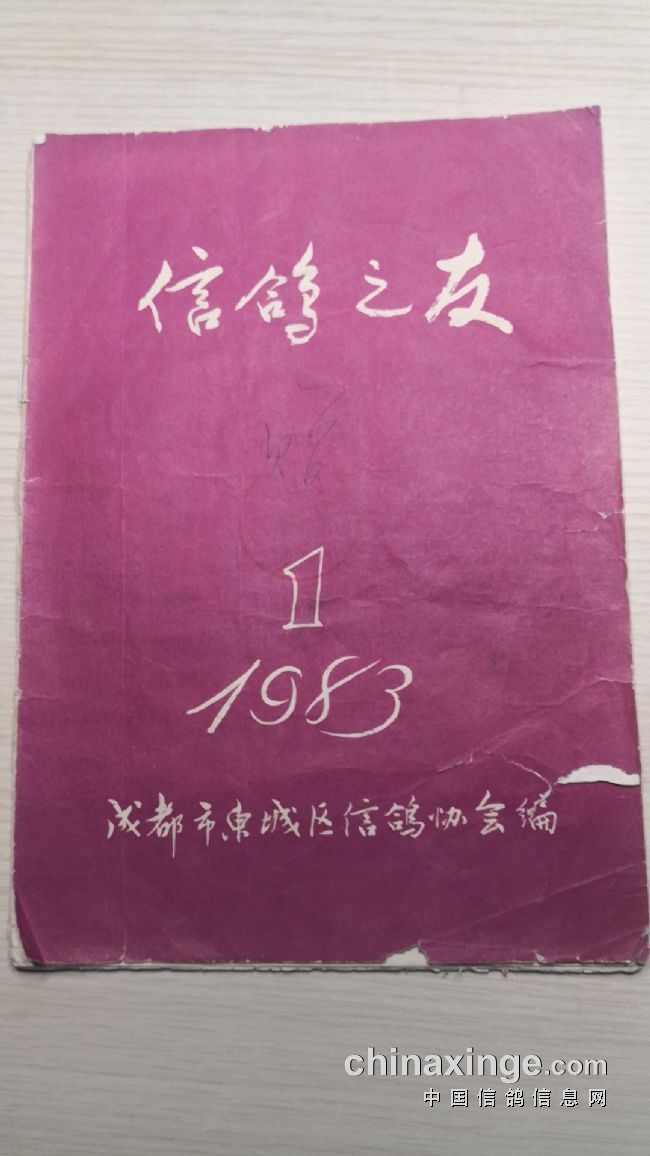 信鸽之友
赠
1
1983
成都市東城区信鸽协会编
chinaxinge.com
中国信鸽信息网